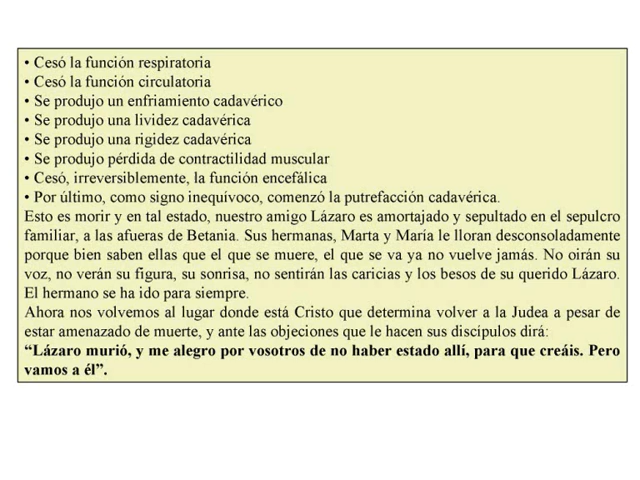 • Cesó la función respiratoria
• Cesó la función circulatoria
• Se produjo un enfriamiento cadavérico
• Se produjo una lividez cadavérica
• Se produjo una rigidez cadavérica
• Se produjo pérdida de contractilidad muscular
• Cesó, irreversiblemente, la función encefálica
• Por último, como signo inequívoco, comenzó la putrefacción cadavérica.
Esto es morir y en tal estado, nuestro amigo Lázaro es amortajado y sepultado en el sepulcro
familiar, a las afueras de Betania. Sus hermanas, Marta y María le lloran desconsoladamente
porque bien saben ellas que el que se muere, el que se va ya no vuelve jamás. No oirán su
voz, no verán su figura, su sonrisa, no sentirán las caricias y los besos de su querido Lázaro.
El hermano se ha ido para siempre.
Ahora nos volvemos al lugar donde está Cristo que determina volver a la Judea a pesar de
estar amenazado de muerte, y ante las objeciones que le hacen sus discípulos dirá:
“Lázaro murió, y me alegro por vosotros de no haber estado allí, para que creáis. Pero
vamos a él”.